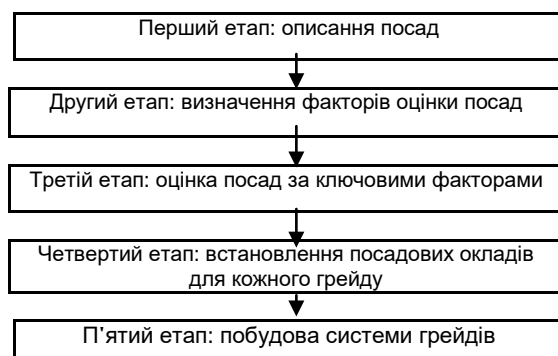 Перший етап: описання посад
Другий етап: визначення факторів оцінки посад
Третій етап: оцінка посад за ключовими факторами
Четвертий етап: встановлення посадових окладів
для кожного грейду
П'ятий етап: побудова системи грейдів